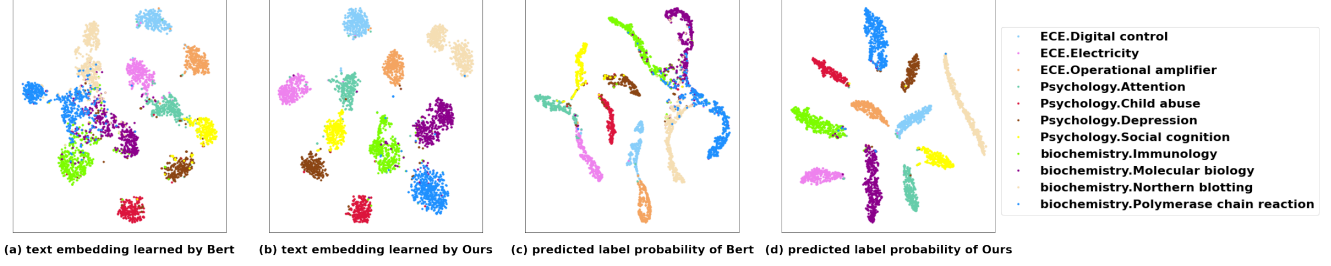 ECE.Digital control
ECE.Electricity
ECE.Operational amplifier
Psychology.Attention
Psychology.Child abuse
Psychology.Depression
Psychology.Social cognition
biochemistry.Immunology
biochemistry.Molecular biology
biochemistry.Northern blotting
biochemistry.Polymerase chain reaction
(a) text embedding learned by Bert
(b) text embedding learned by Ours
(c) predicted label probability of Bert
(d) predicted label probability of Ours